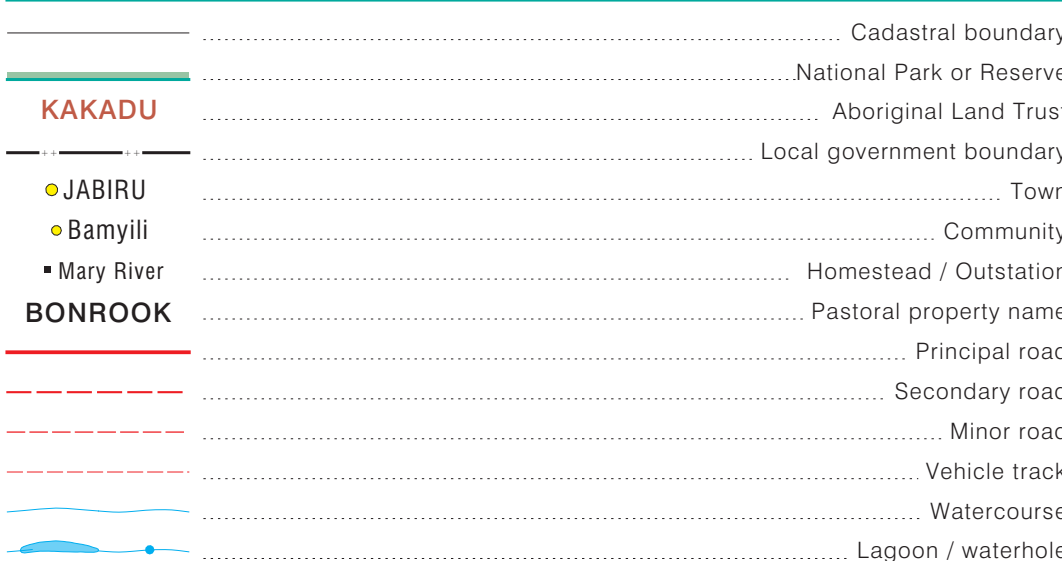 Cadastral boundary
National Park or Reserve
KAKADU Aboriginal Land Trust
Local government boundary
JABIRU Town
Bamyili Community
Mary River Homestead / Outstation
BONROOK Pastoral property name
Principal road
Secondary road
Minor road
Vehicle track
Watercourse
Lagoon / waterhole